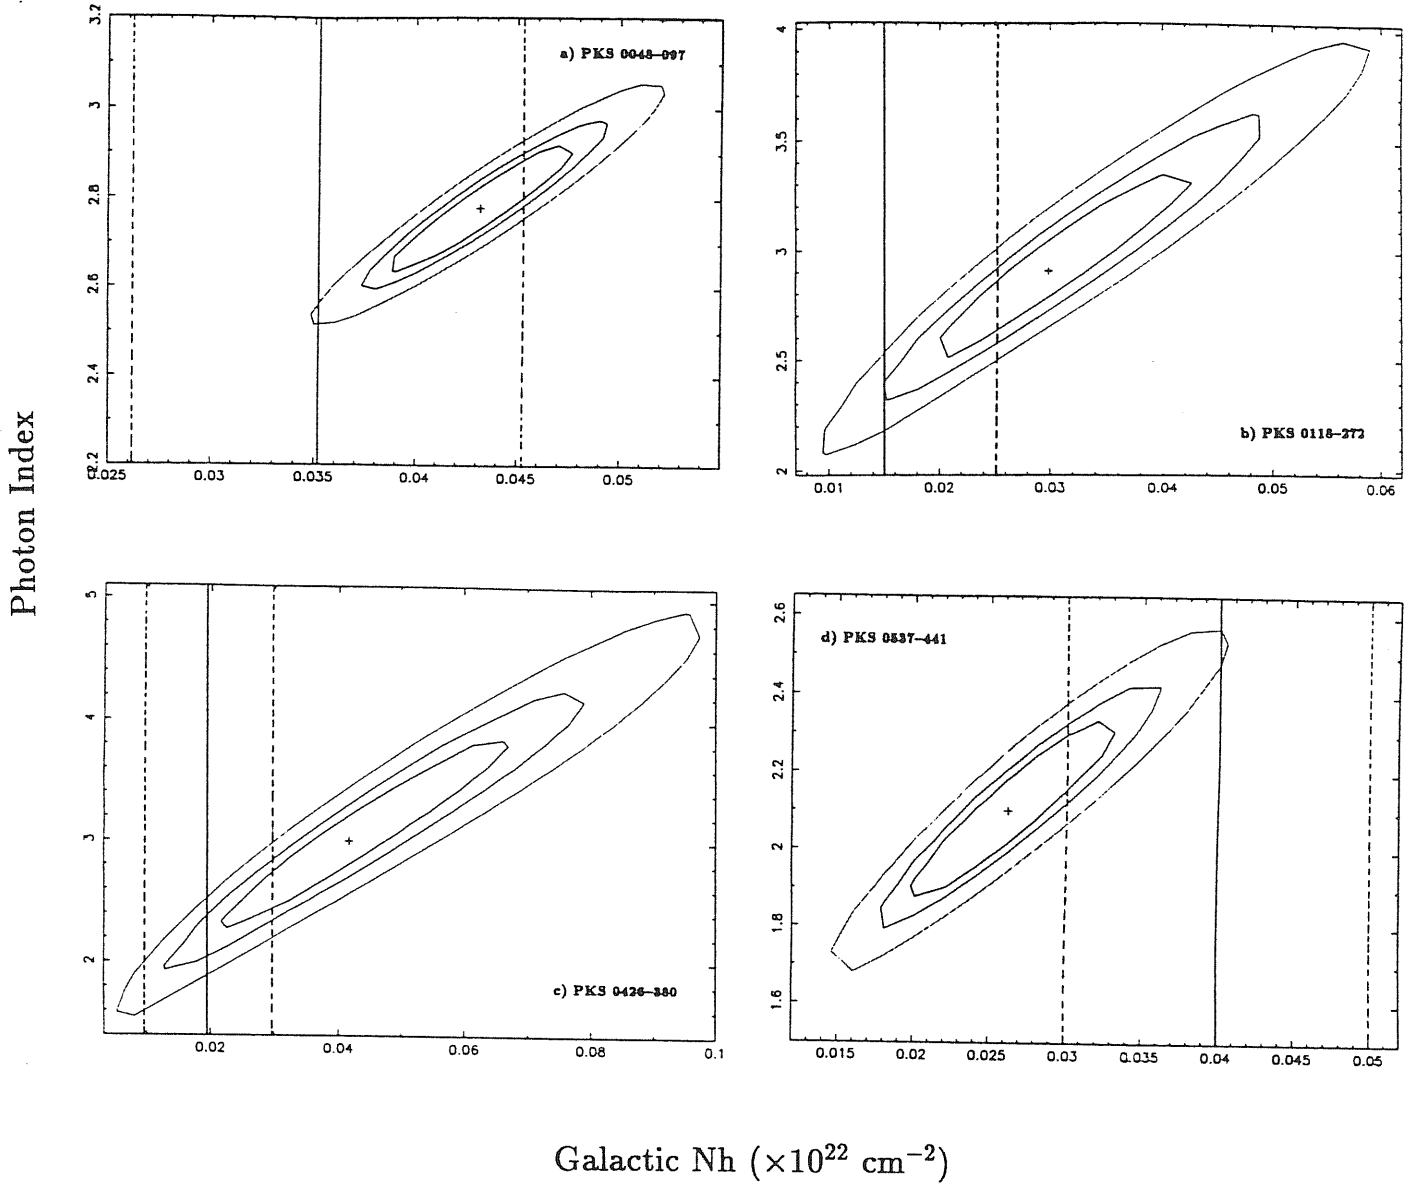 Photon Index
a) PKS 0048–097
3.2
3
2.8
2.6
2.4
2.2
0.025 0.03 0.035 0.04 0.045 0.05
b) PKS 0118–272
4
3.5
3
2.5
2
0.01 0.02 0.03 0.04 0.05 0.06
c) PKS 0426–380
5
4
3
2
0.02 0.04 0.06 0.08 0.1
d) PKS 0537–441
2.6
2.4
2.2
2
1.8
1.6
0.015 0.02 0.025 0.03 0.035 0.04 0.045 0.05
Galactic Nh (×10²² cm⁻²)